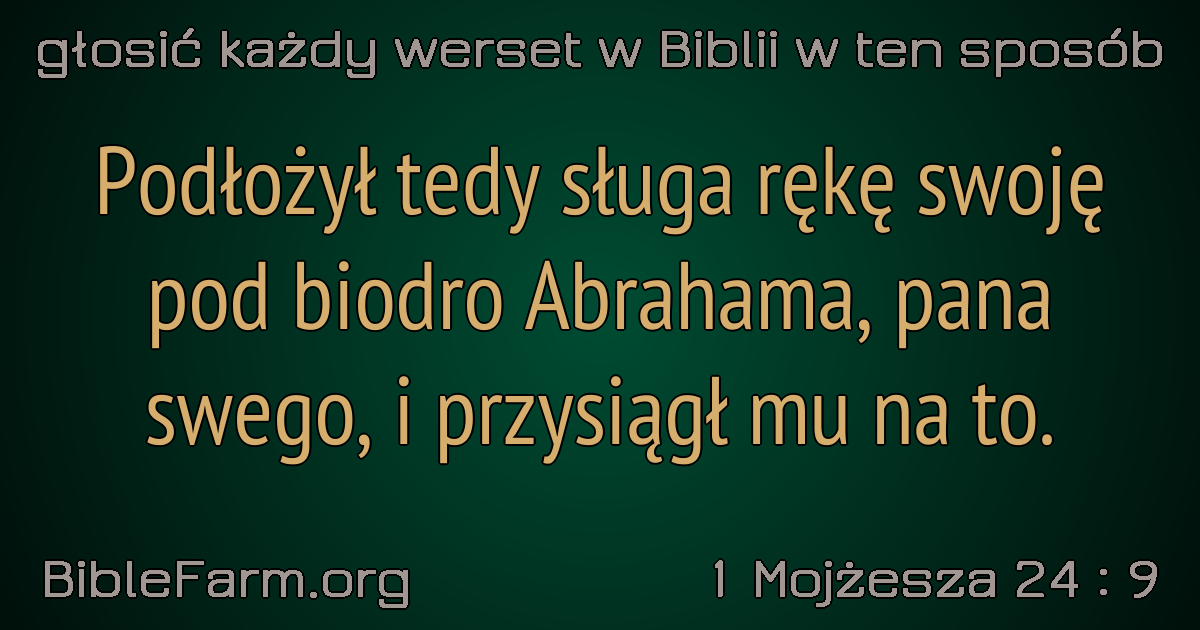 głosić każdy werset w Biblii w ten sposób
Podłożył tedy sługa rękę swoję
pod biodro Abrahama, pana
swego, i przysiągł mu na to.
BibleFarm.org
1 Mojżesza 24 : 9